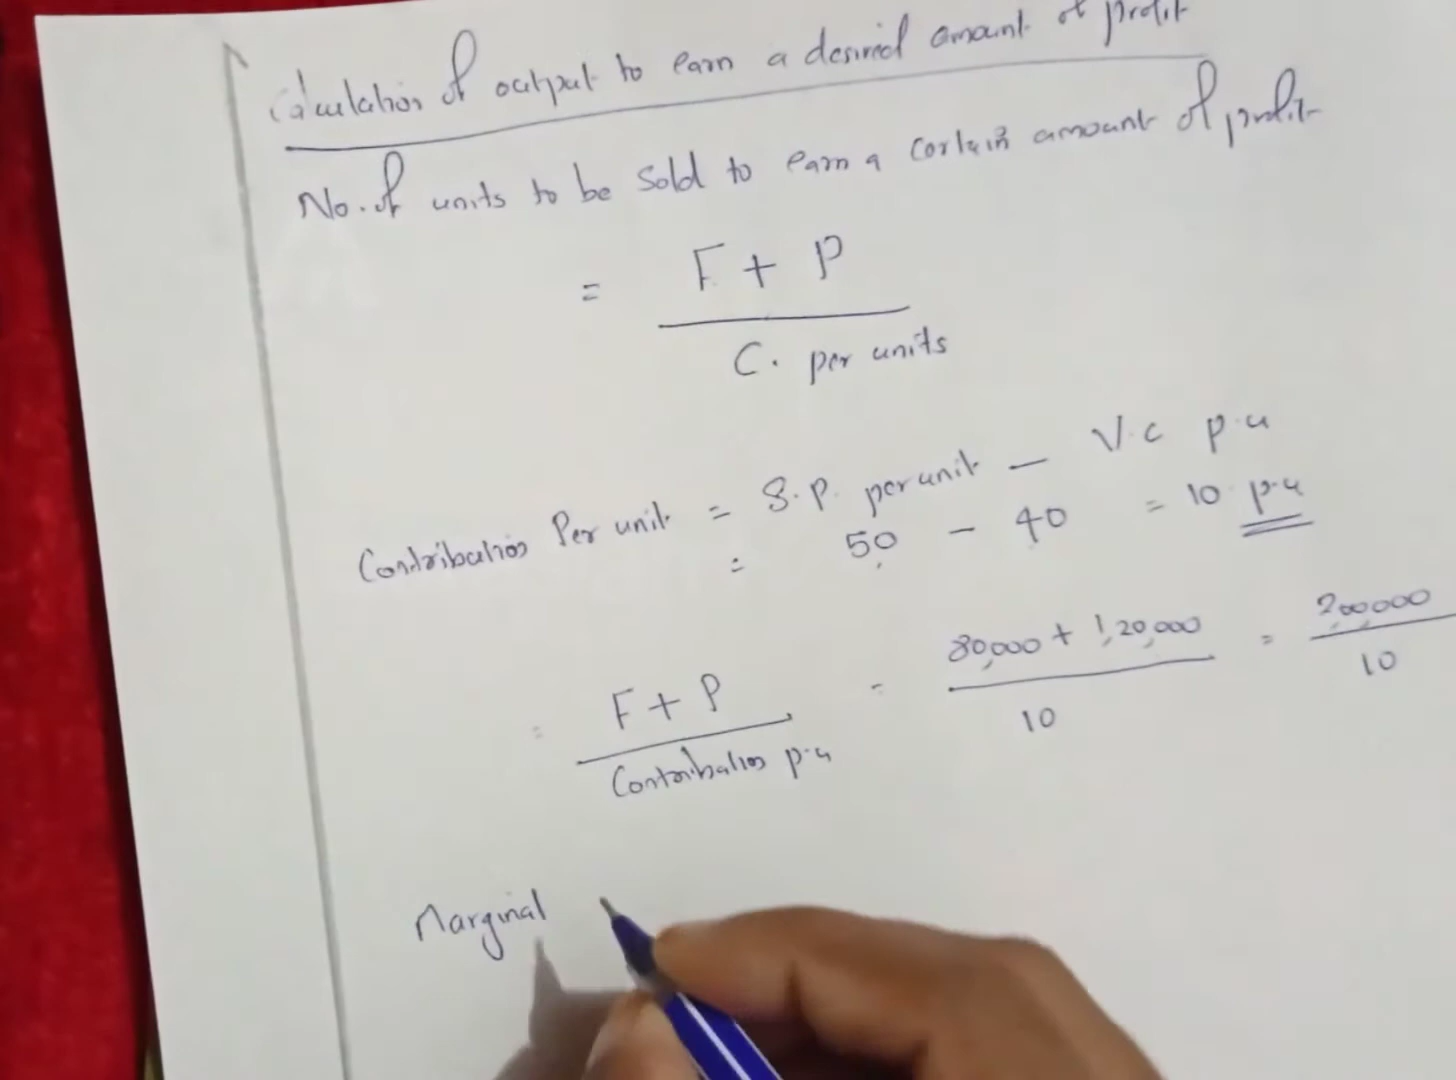 Calculation of output to earn a desired amount of profit
No. of units to be Sold to earn a certain amount of profit
= F + P
C. per units
Contribution Per unit = S.P. per unit - V.C p.u
= 50 - 40 = 10 p.u
= F + P = 80,000 + 1,20,000 = 200,000
Contribution p.u 10 10
Marginal